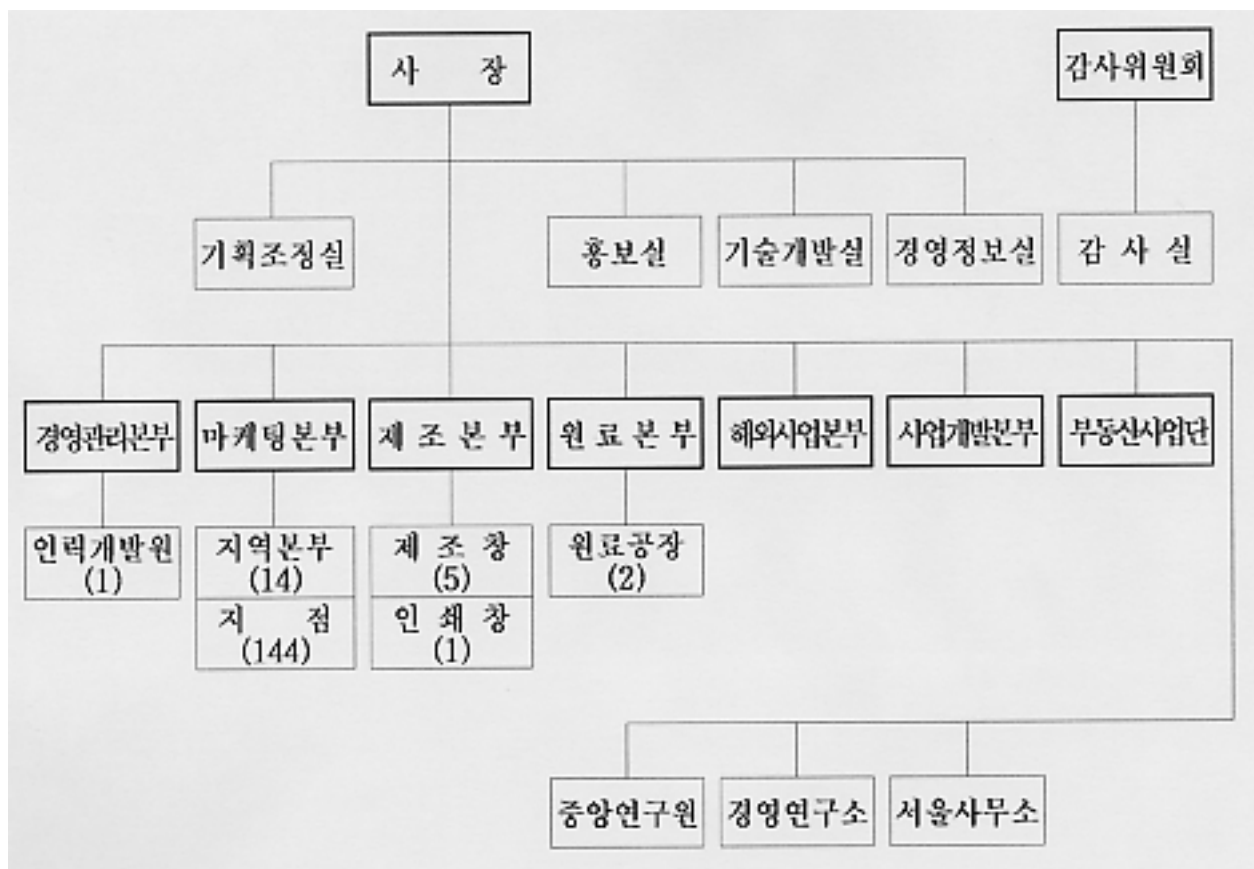 사 장
감사위원회
기획조정실
홍보실
기술개발실
경영정보실
감 사 실
경영관리본부
마케팅본부
제 조 본 부
원 료 본 부
해외사업본부
사업개발본부
부동산사업단
인력개발원
(1)
지역본부
(14)
지 점
(144)
제 조 창
(5)
인 쇄 창
(1)
원료공장
(2)
중앙연구원
경영연구소
서울사무소